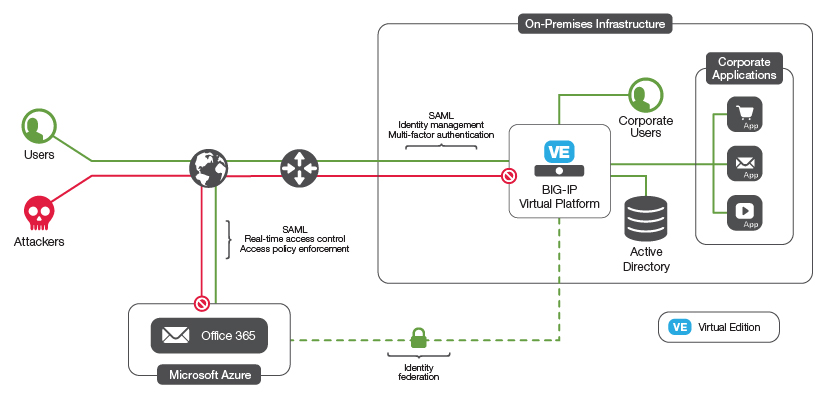 On-Premises Infrastructure
Corporate
Applications
SAML
Identity management
Multi-factor authentication
Corporate
Users
App
VE
Users
App
BIG-IP
Virtual Platform
App
Attackers
SAML
Real-time access control
Access policy enforcement
Active
Directory
Office 365
VE Virtual Edition
Microsoft Azure
Identity
federation